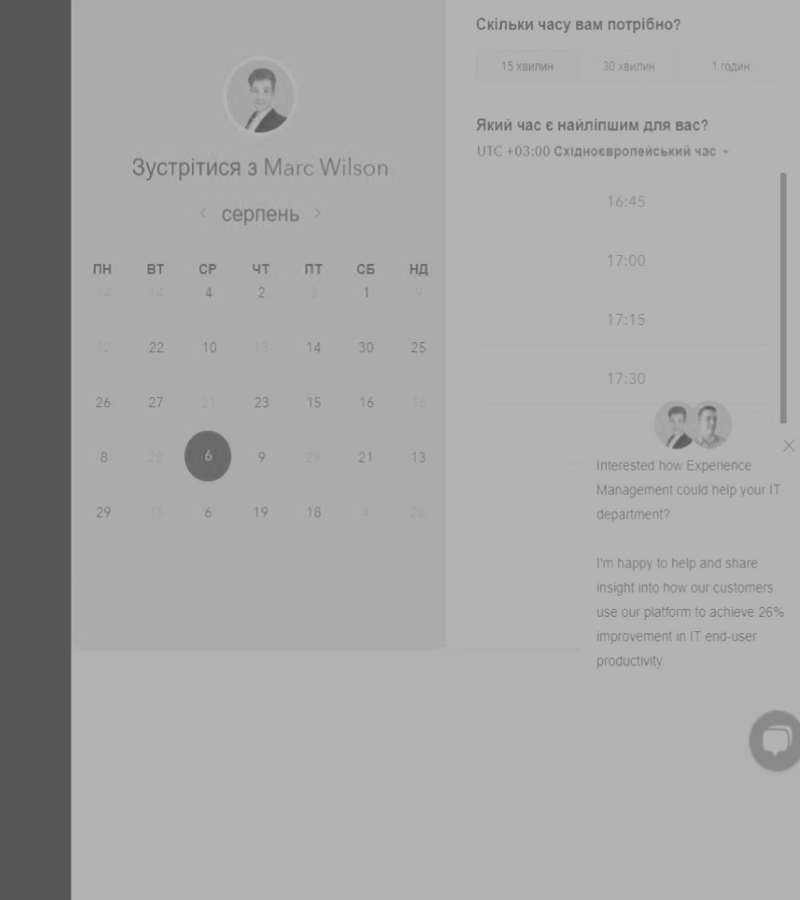 Зустрітися з Marc Wilson
серпень
ПН ВТ СР ЧТ ПТ СБ НД
14 14 4 2 3 1 9
12 22 10 13 14 30 25
26 27 21 23 15 16 16
8 28 6 9 29 21 13
29 15 6 19 18 4 26
Скільки часу вам потрібно?
15 хвилин 30 хвилин 1 годин
Який час є найліпшим для вас?
UTC +03:00 Східноєвропейський час
16:45
17:00
17:15
17:30
Interested how Experience
Management could help your IT
department?
I'm happy to help and share
insight into how our customers
use our platform to achieve 26%
improvement in IT end-user
productivity